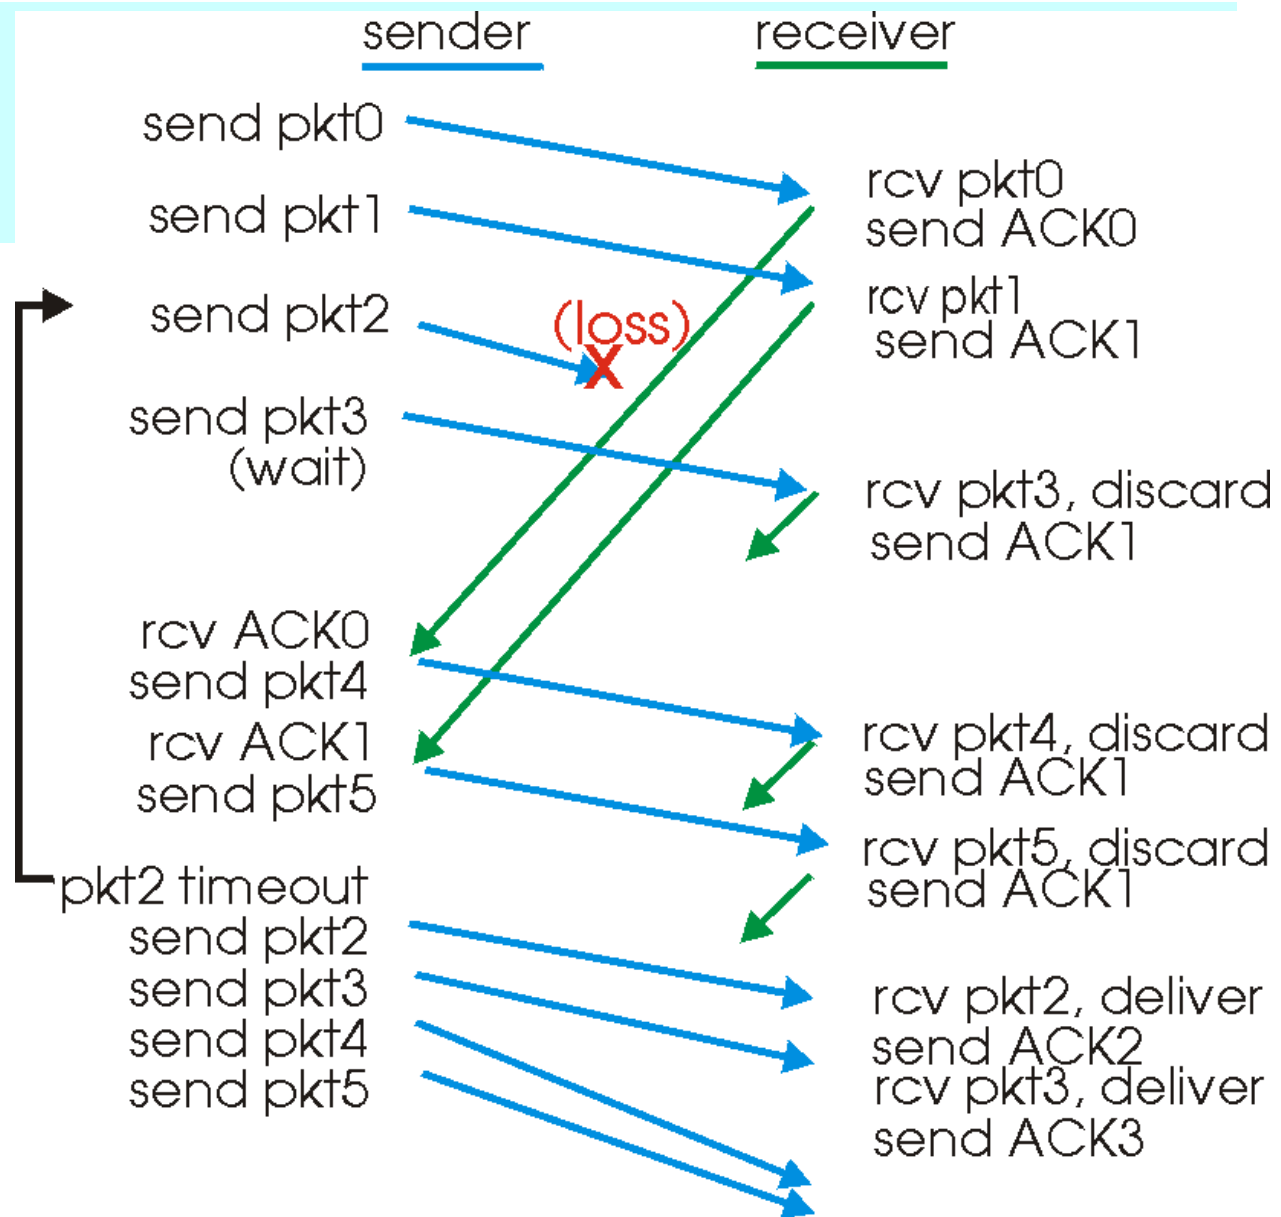 sender
receiver
send pkt0
rcv pkt0
send ACK0
send pkt1
rcv pkt1
send ACK1
send pkt2
(loss)
X
send pkt3
(wait)
rcv pkt3, discard
send ACK1
rcv ACK0
send pkt4
rcv ACK1
send pkt5
rcv pkt4, discard
send ACK1
rcv pkt5, discard
send ACK1
pkt2 timeout
send pkt2
send pkt3
send pkt4
send pkt5
rcv pkt2, deliver
send ACK2
rcv pkt3, deliver
send ACK3